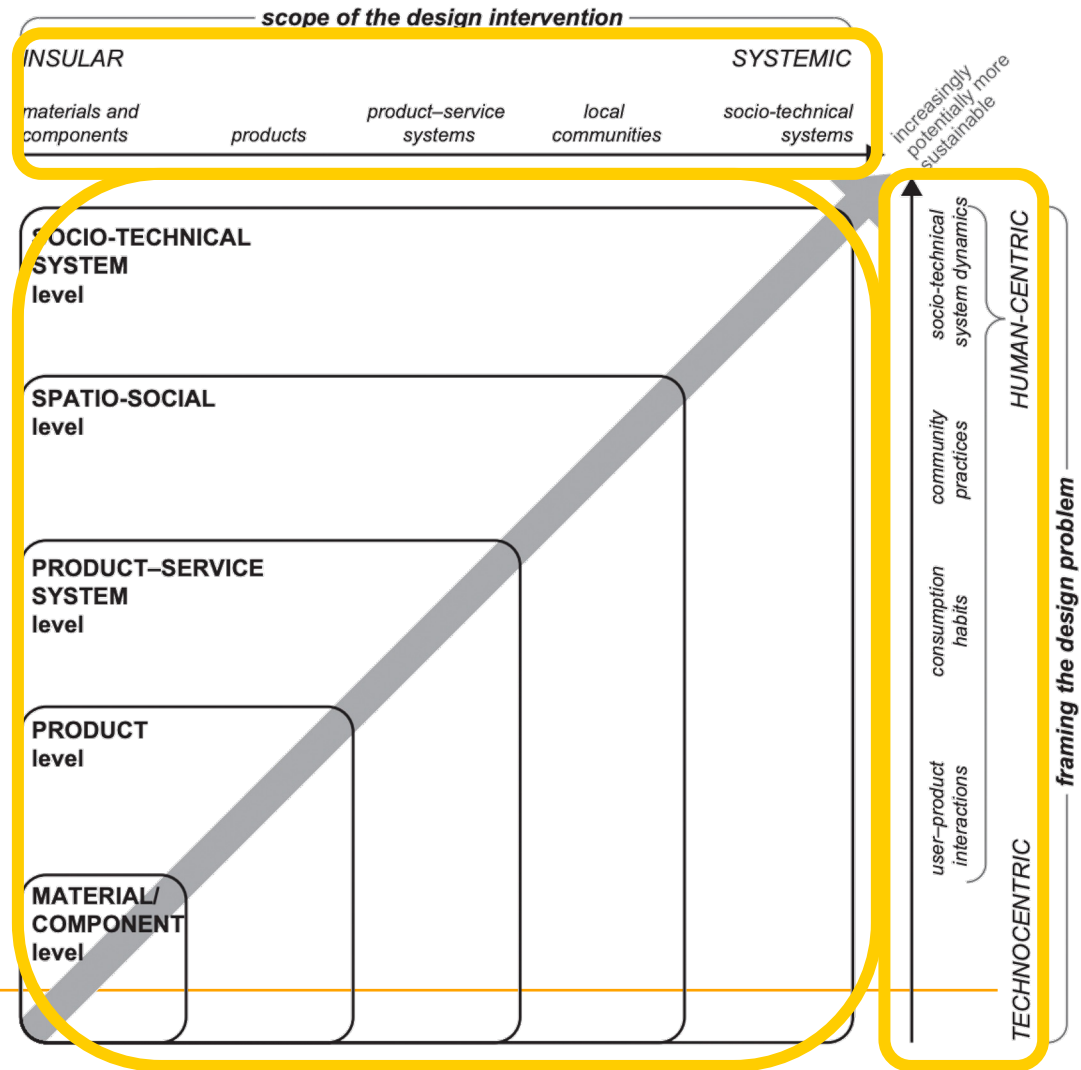 scope of the design intervention
INSULAR
SYSTEMIC
materials and
components
products
product–service
systems
local
communities
socio-technical
systems
increasingly
potentially more
sustainable
SOCIO-TECHNICAL
SYSTEM
level
SPATIO-SOCIAL
level
PRODUCT–SERVICE
SYSTEM
level
PRODUCT
level
MATERIAL/
COMPONENT
level
socio-technical
system dynamics
community
practices
consumption
habits
user–product
interactions
HUMAN-CENTRIC
TECHNOCENTRIC
framing the design problem